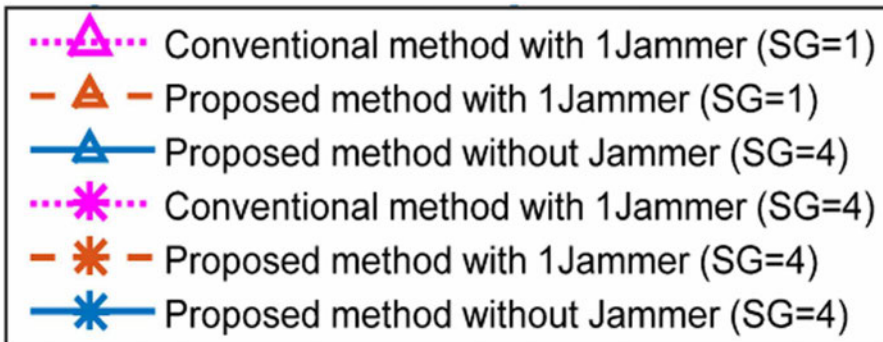 Conventional method with 1Jammer (SG=1)
Proposed method with 1Jammer (SG=1)
Proposed method without Jammer (SG=4)
Conventional method with 1Jammer (SG=4)
Proposed method with 1Jammer (SG=4)
Proposed method without Jammer (SG=4)